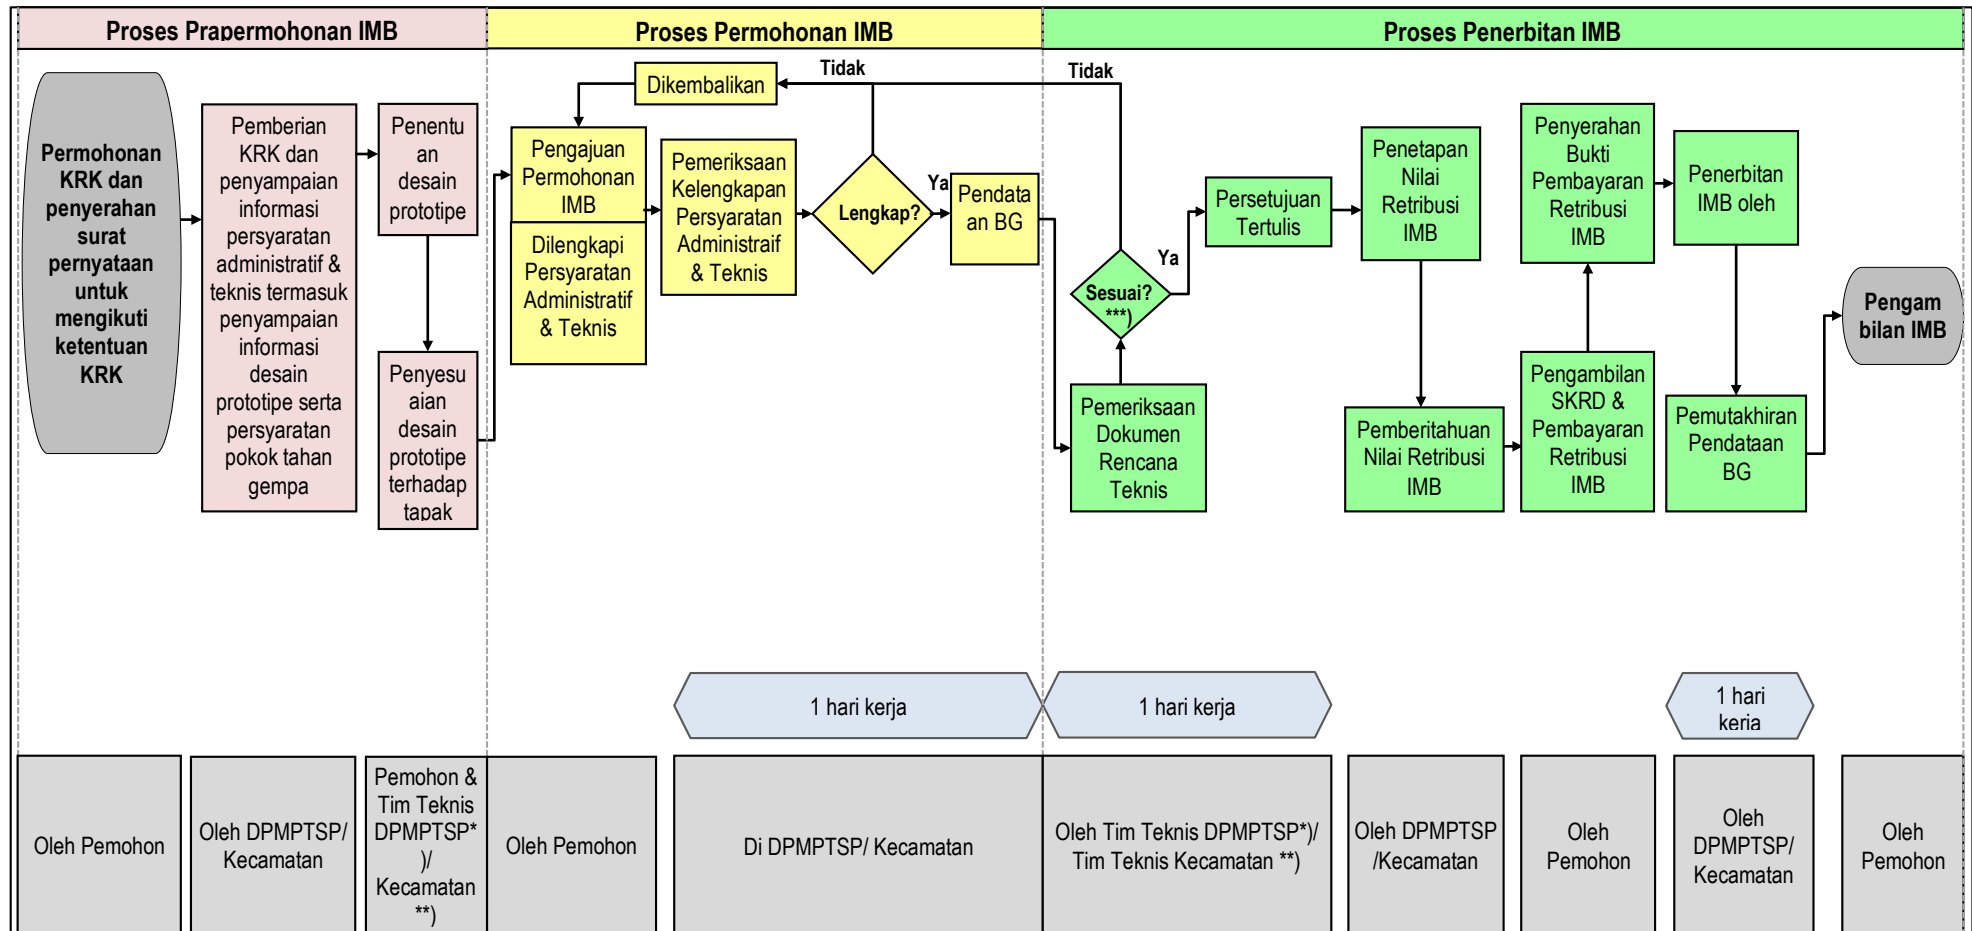 Proses Prapermohonan IMB
Proses Permohonan IMB
Proses Penerbitan IMB
Permohonan
KRK dan
penyerahan
surat
pernyataan
untuk
mengikuti
ketentuan
KRK
Pemberian
KRK dan
penyampaian
informasi
persyaratan
administratif &
teknis termasuk
penyampaian
informasi
desain
prototipe serta
persyaratan
pokok tahan
gempa
Penentu
an
desain
prototipe
Penyesu
aian
desain
prototipe
terhadap
tapak
Dikembalikan
Tidak
Pengajuan
Permohonan
IMB
Dilengkapi
Persyaratan
Administratif
& Teknis
Pemeriksaan
Kelengkapan
Persyaratan
Administraif
& Teknis
Lengkap?
Ya
Pendata
an BG
Tidak
Sesuai?
***)
Ya
Pemeriksaan
Dokumen
Rencana
Teknis
Persetujuan
Tertulis
Penetapan
Nilai
Retribusi
IMB
Pemberitahuan
Nilai Retribusi
IMB
Penyerahan
Bukti
Pembayaran
Retribusi
IMB
Pengambilan
SKRD &
Pembayaran
Retribusi
IMB
Penerbitan
IMB oleh
Pemutakhiran
Pendataan
BG
Pengam
bilan IMB
1 hari kerja
1 hari kerja
1 hari
kerja
Oleh Pemohon
Oleh DPMPTSP/
Kecamatan
Pemohon &
Tim Teknis
DPMPTSP*
)/
Kecamatan
**)
Oleh Pemohon
Di DPMPTSP/ Kecamatan
Oleh Tim Teknis DPMPTSP*)/
Tim Teknis Kecamatan **)
Oleh DPMPTSP
/Kecamatan
Oleh
Pemohon
Oleh
DPMPTSP/
Kecamatan
Oleh
Pemohon